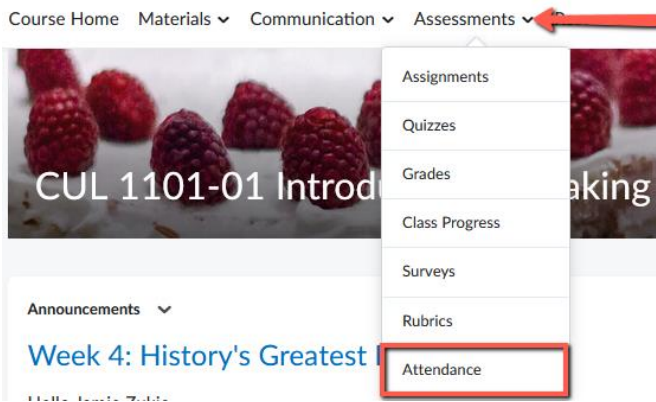 Course Home Materials Communication Assessments
Assignments
Quizzes
Grades
Class Progress
Surveys
Rubrics
Attendance
CUL 1101-01 Introd aking
Announcements
Week 4: History's Greatest